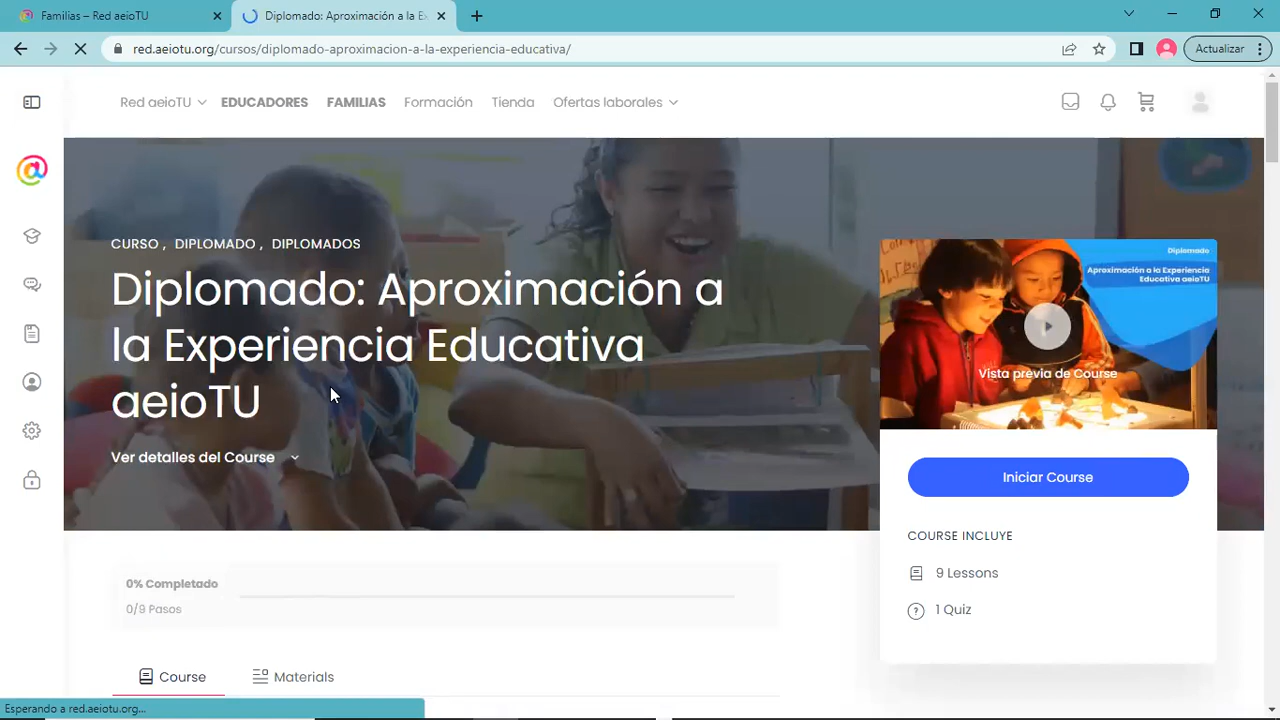 Familias – Red aeioTU
Diplomado: Aproximación a la Ex
red.aeiotu.org/cursos/diplomado-aproximacion-a-la-experiencia-educativa/
Actualizar
Red aeioTU EDUCADORES FAMILIAS Formación Tienda Ofertas laborales
CURSO , DIPLOMADO , DIPLOMADOS
Diplomado: Aproximación a
la Experiencia Educativa
aeioTU
Ver detalles del Course
Diplomado
Aproximación a la Experiencia
Educativa aeioTU
Vista previa de Course
Iniciar Course
COURSE INCLUYE
9 Lessons
1 Quiz
0% Completado
0/9 Pasos
Course Materials
Esperando a red.aeiotu.org...